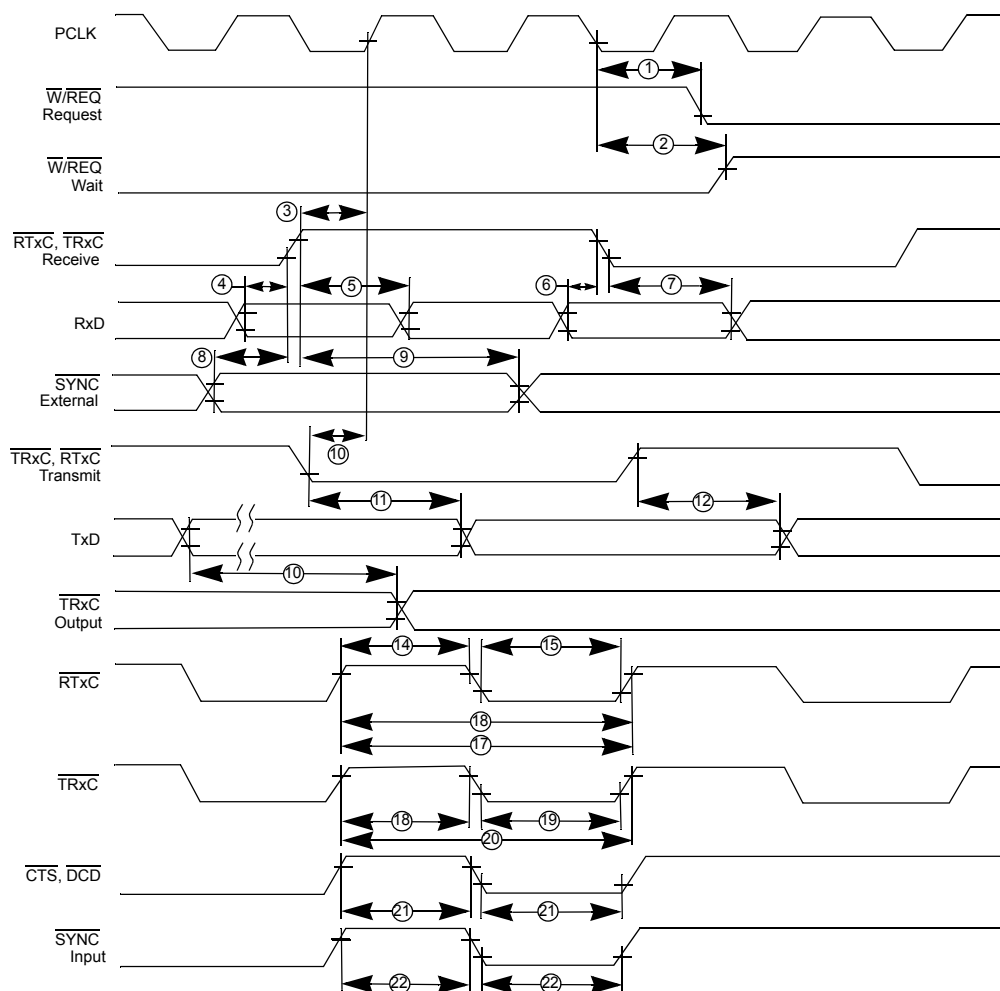 PCLK
①
W/REQ
Request
②
W/REQ
Wait
③
RTxC, TRxC
Receive
④
⑤
⑥
⑦
RxD
⑧
⑨
SYNC
External
⑩
TRxC, RTxC
Transmit
⑪
⑫
TxD
⑩
TRxC
Output
⑭
⑮
RTxC
⑱
⑰
TRxC
⑱
⑲
⑳
CTS, DCD
㉑
㉑
SYNC
Input
㉒
㉒